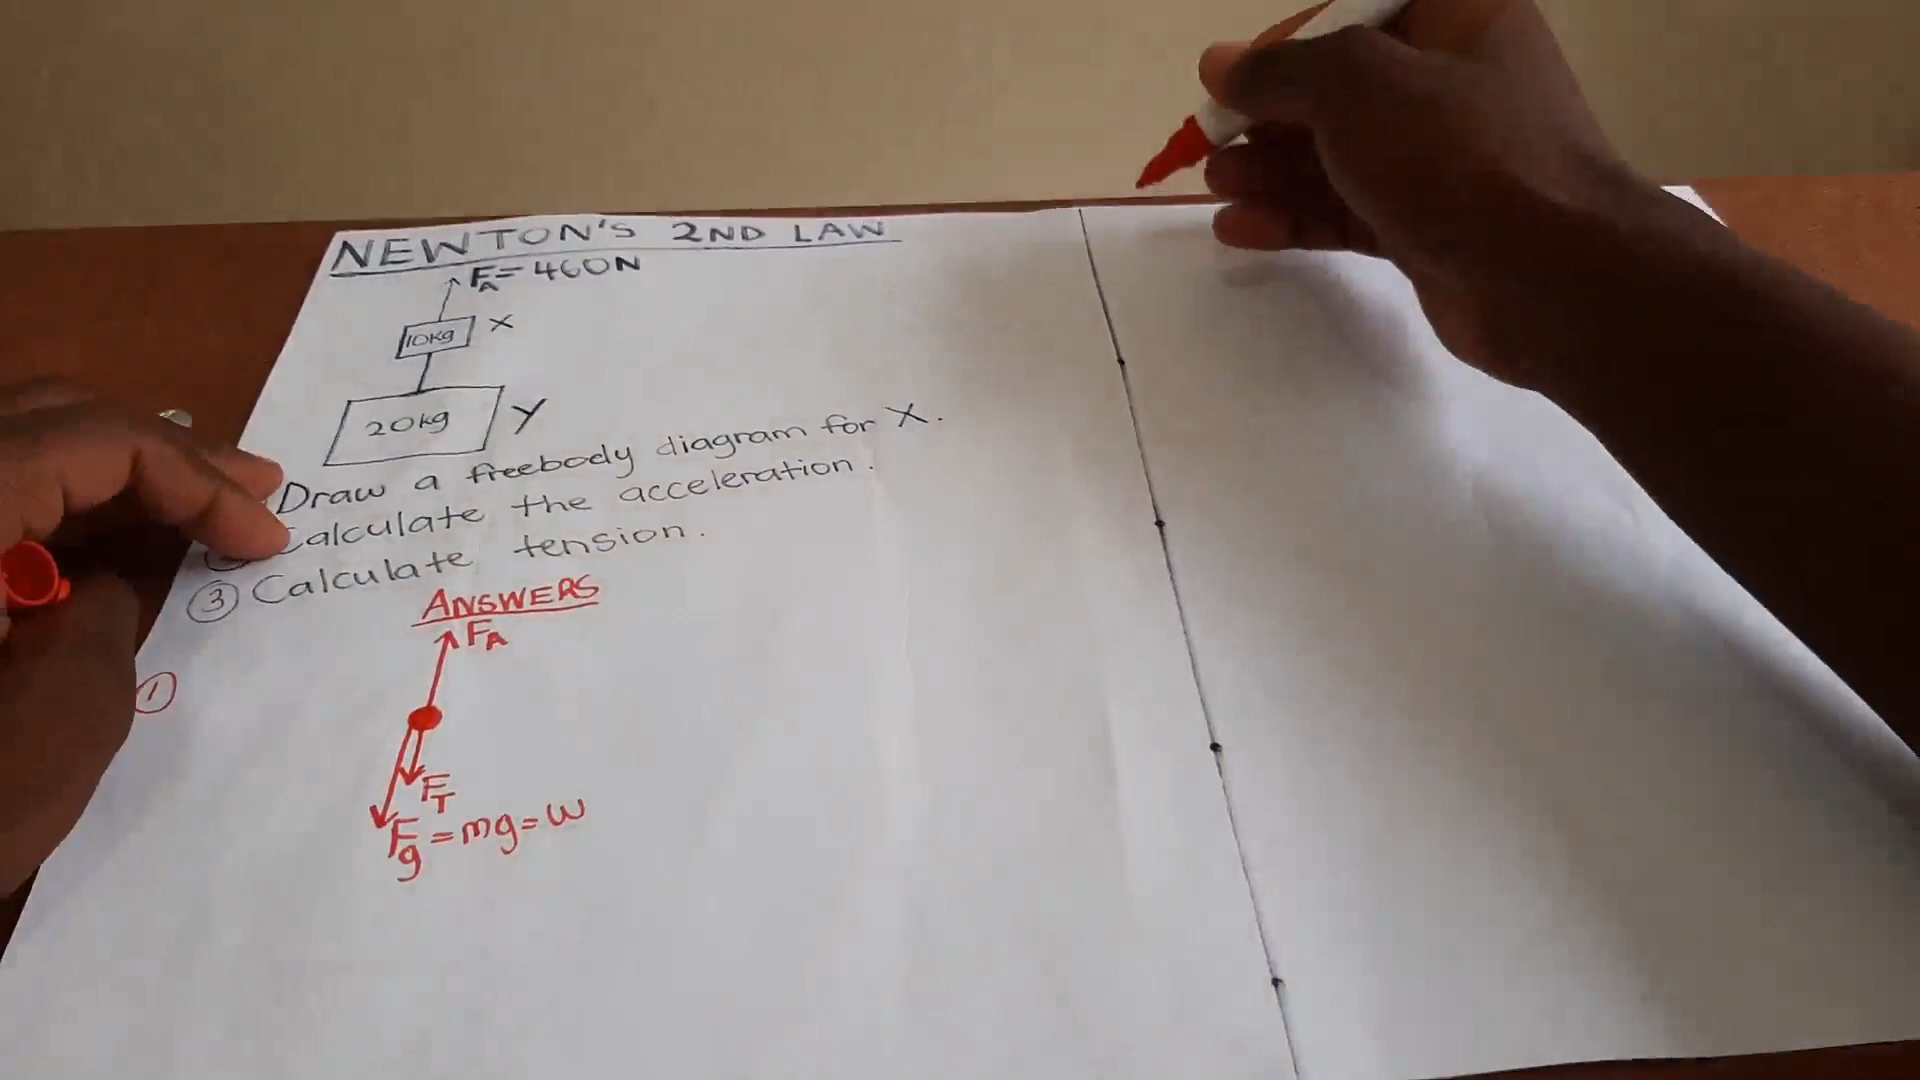 NEWTON'S 2ND LAW
FA = 460N
10kg X
20kg Y
Draw a freebody diagram for X.
Calculate the acceleration.
③ Calculate tension.
ANSWERS
FA
①
FT
Fg = mg = w